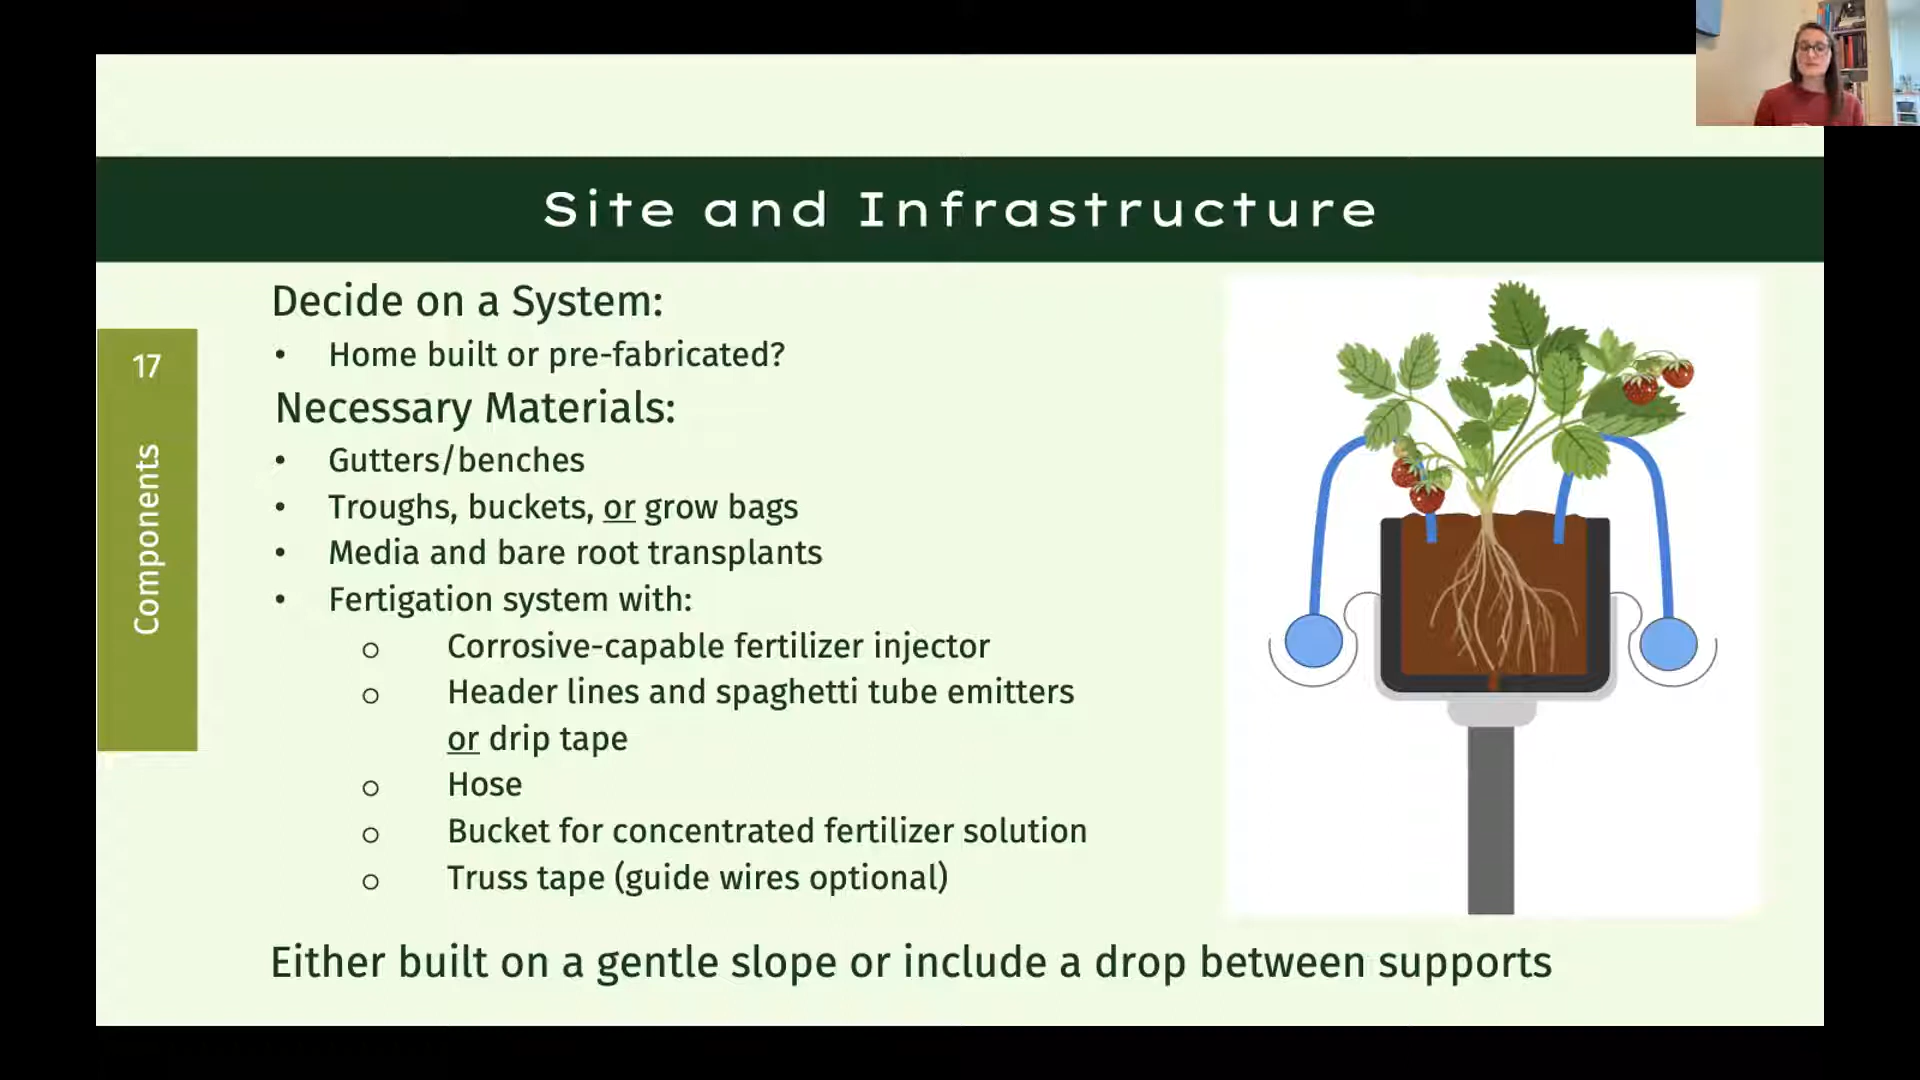 Site and Infrastructure
17
Components
Decide on a System:
• Home built or pre-fabricated?
Necessary Materials:
• Gutters/benches
• Troughs, buckets, or grow bags
• Media and bare root transplants
• Fertigation system with:
o Corrosive-capable fertilizer injector
o Header lines and spaghetti tube emitters
or drip tape
o Hose
o Bucket for concentrated fertilizer solution
o Truss tape (guide wires optional)
Either built on a gentle slope or include a drop between supports